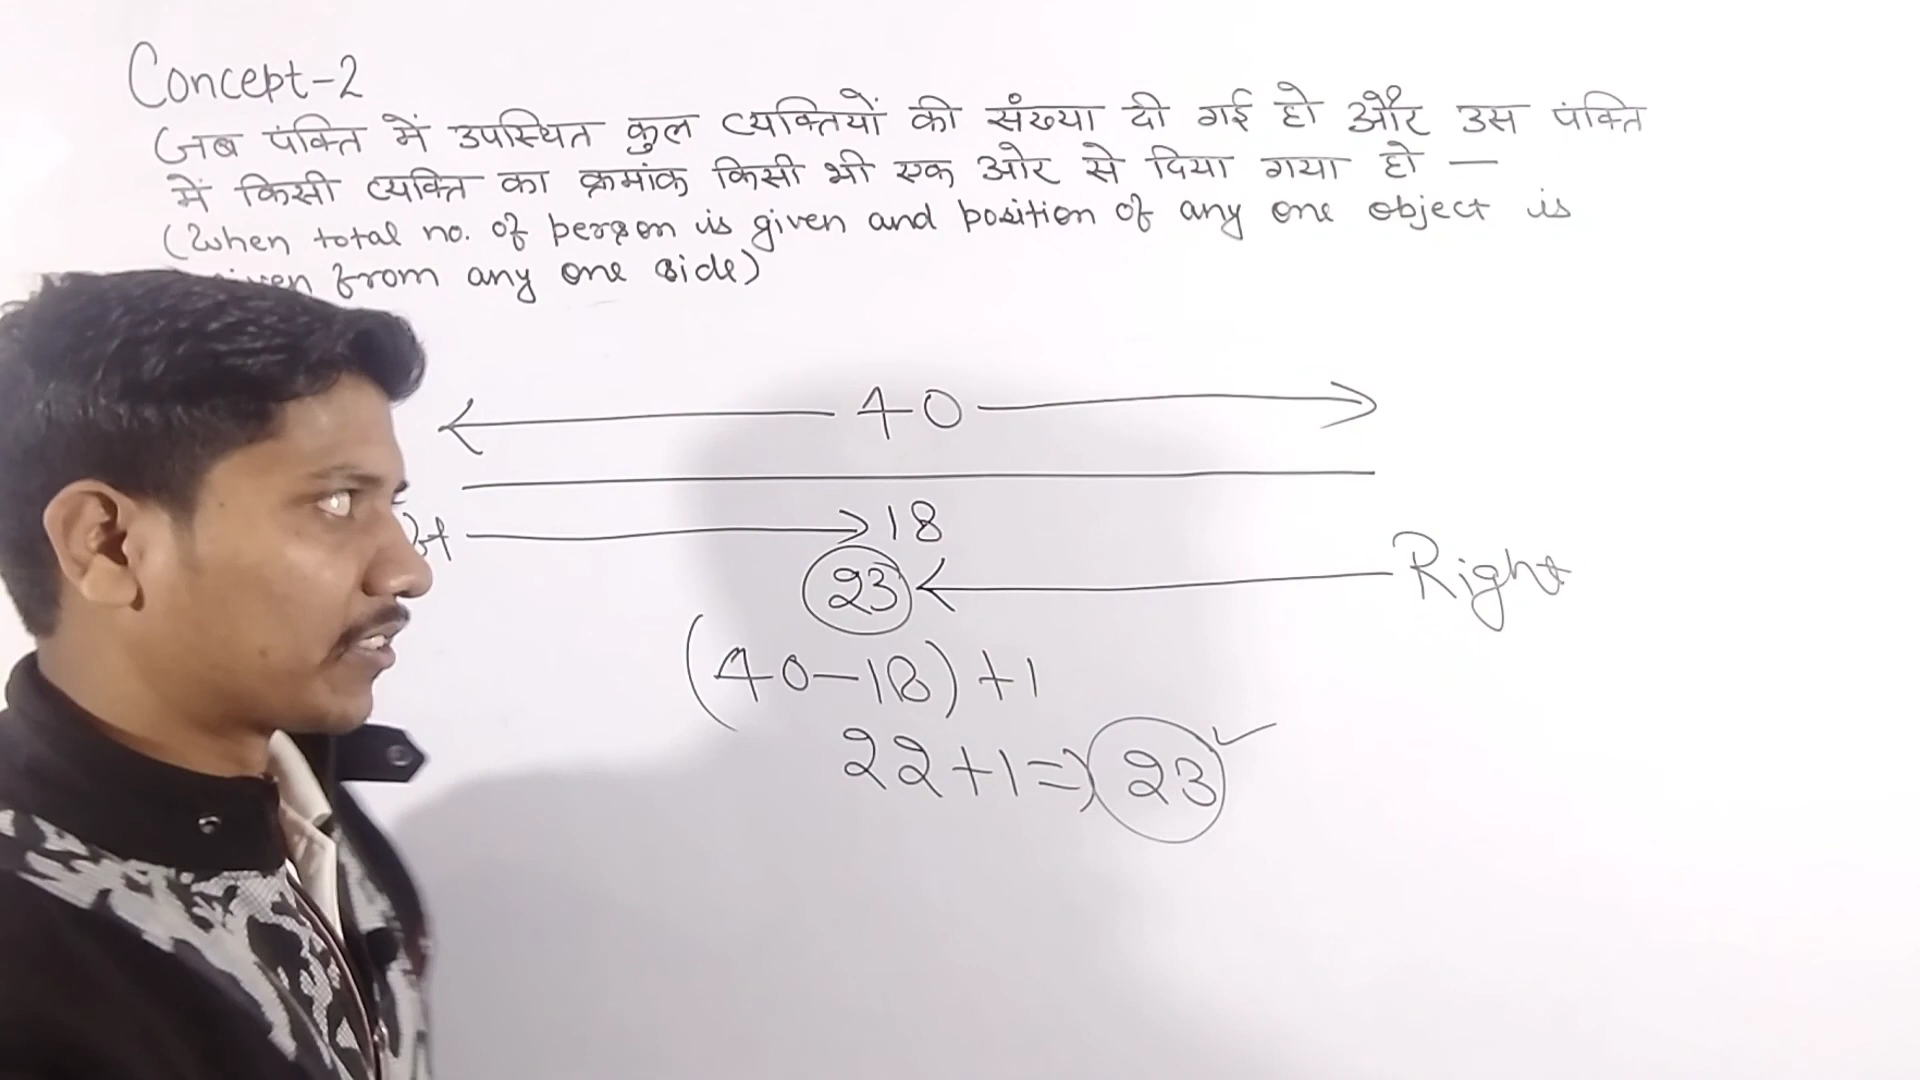 Concept-2
जब पंक्ति में उपस्थित कुल व्यक्तियों की संख्या दी गई हो और उस पंक्ति
में किसी व्यक्ति का क्रमांक किसी भी एक ओर से दिया गया हो —
(When total no. of person is given and position of any one object is
from any one side)
40
18
23 Right
(40-18)+1
22+1=>23